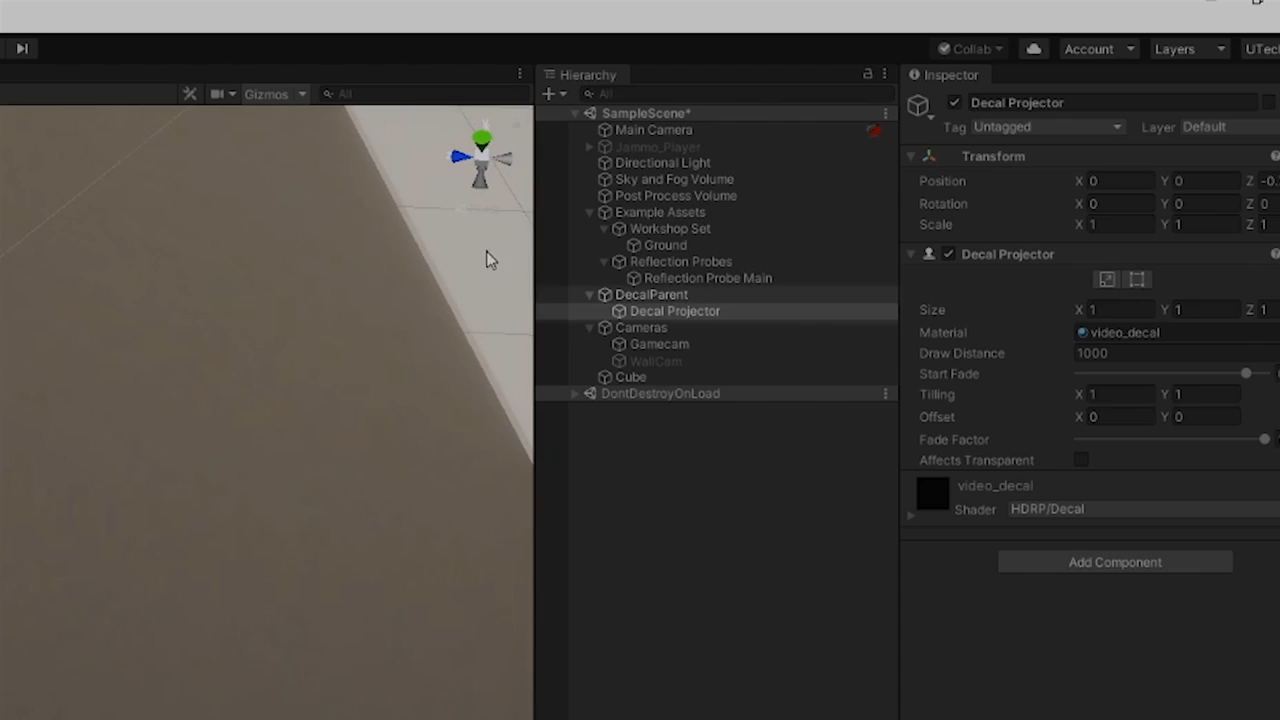 Collab
Account
Layers
UTec
Hierarchy
Inspector
Gizmos
All
All
Decal Projector
SampleScene*
Tag Untagged
Layer Default
Main Camera
Jammo_Player
Transform
Directional Light
Sky and Fog Volume
Position X 0 Y 0 Z -0.
Post Process Volume
Rotation X 0 Y 0 Z 0
Example Assets
Scale X 1 Y 1 Z 1
Workshop Set
Ground
Decal Projector
Reflection Probes
Reflection Probe Main
DecalParent
Size X 1 Y 1 Z 1
Decal Projector
Cameras
Material video_decal
Gamecam
Draw Distance 1000
WallCam
Start Fade
Cube
Tilling X 1 Y 1
DontDestroyOnLoad
Offset X 0 Y 0
Fade Factor
Affects Transparent
video_decal
Shader HDRP/Decal
Add Component